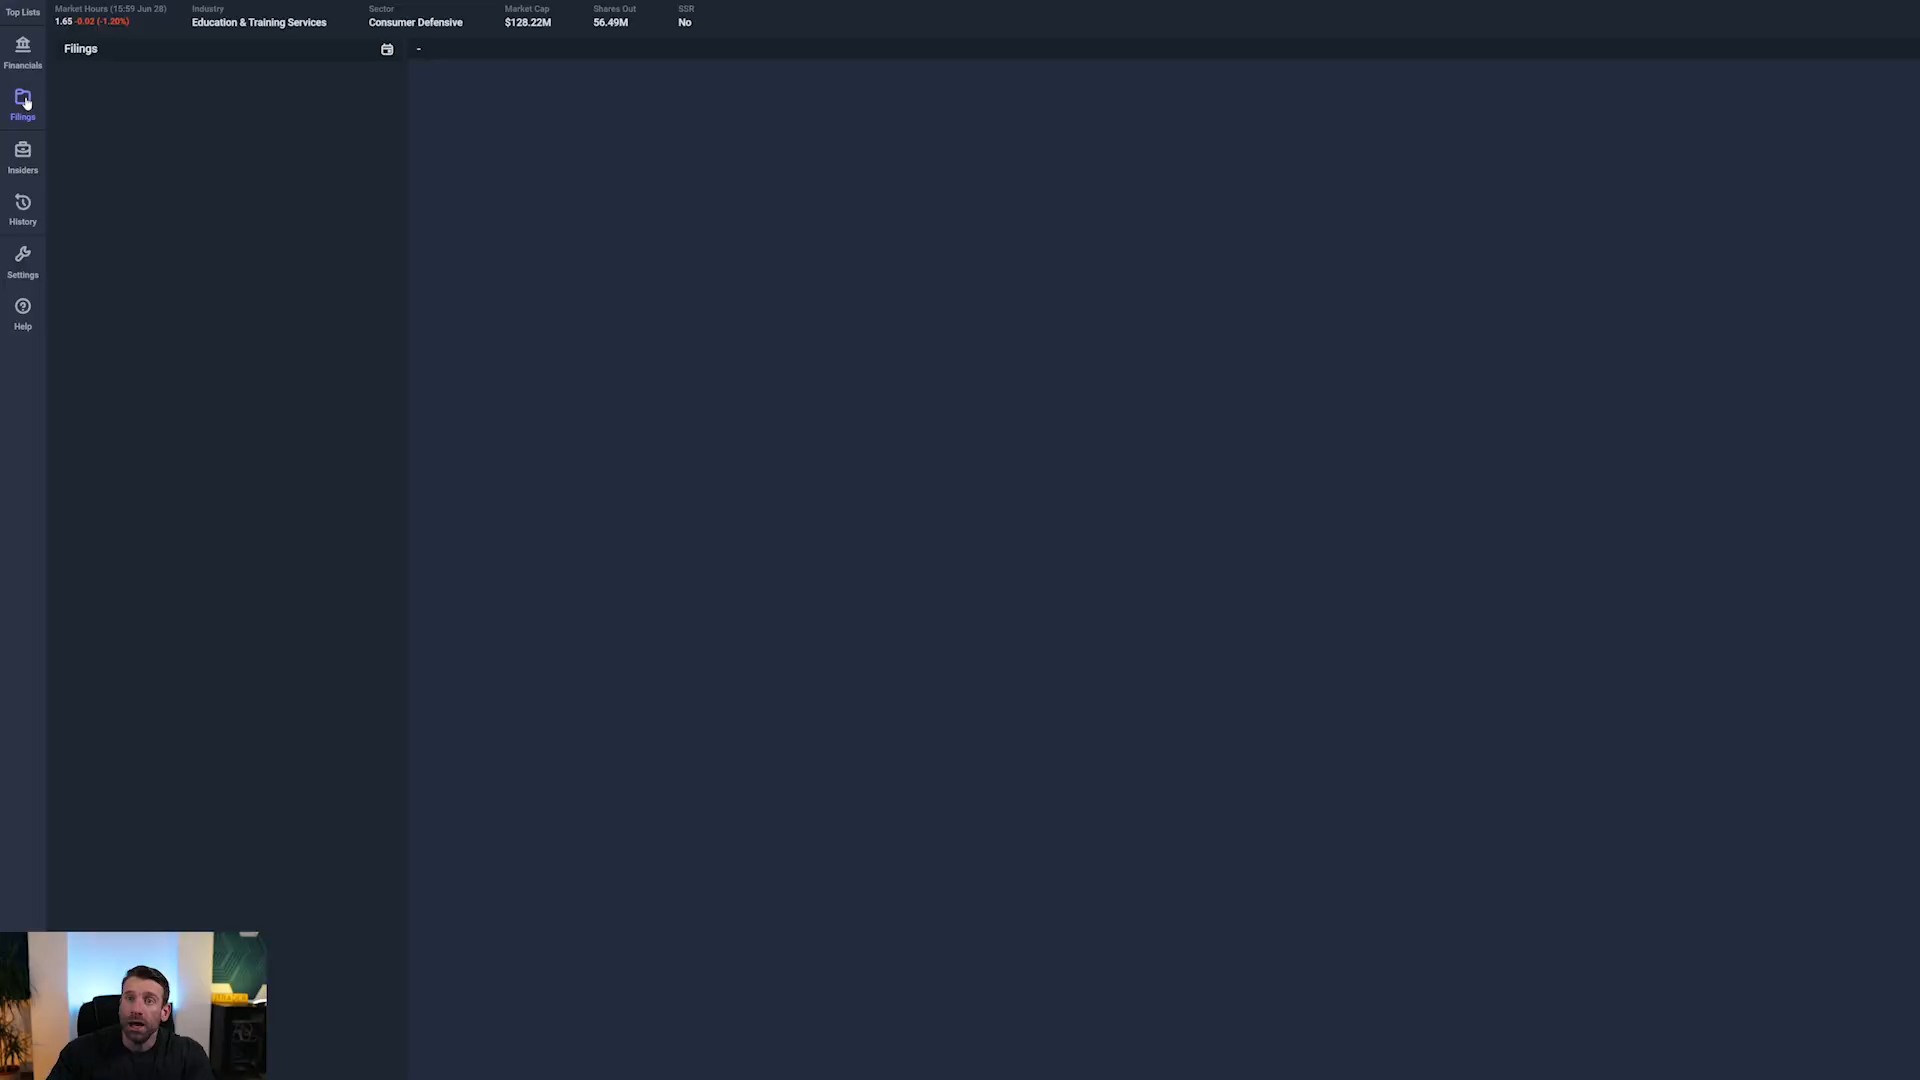 Top Lists
Market Hours (15:59 Jun 28)
1.65 -0.02 (-1.20%)
Industry
Education & Training Services
Sector
Consumer Defensive
Market Cap
$128.22M
Shares Out
56.49M
SSR
No
Financials
Filings
Insiders
History
Settings
Help
Filings
-